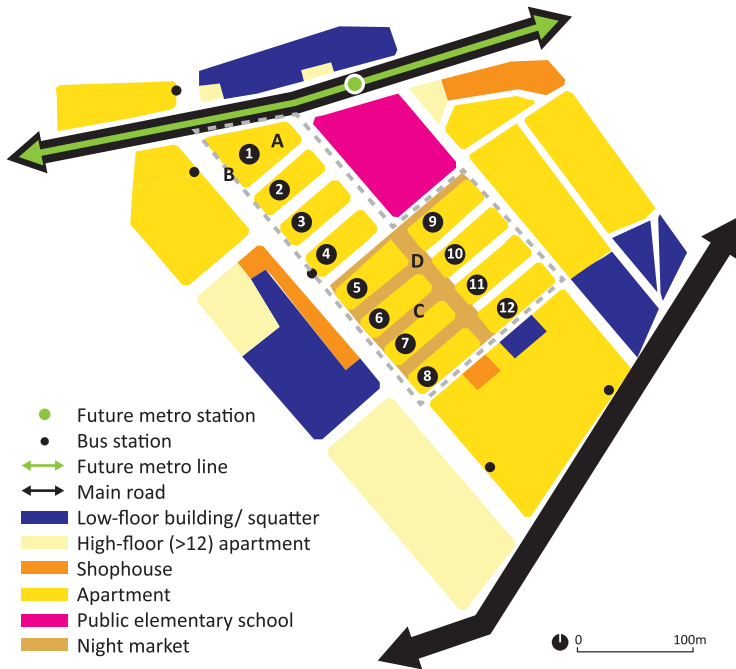 A
1
B
2
3
4
9
D
10
5
11
C
12
6
7
8
Future metro station
Bus station
Future metro line
Main road
Low-floor building/ squatter
High-floor (>12) apartment
Shophouse
Apartment
Public elementary school
Night market
0 100m